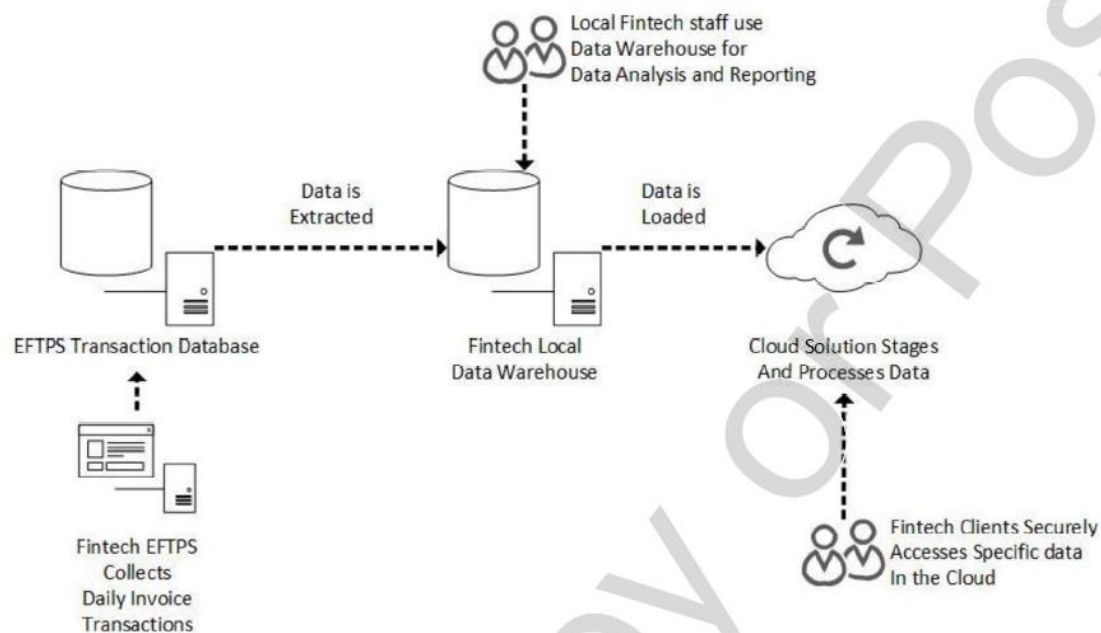 Local Fintech staff use
Data Warehouse for
Data Analysis and Reporting
Data is
Extracted
Data is
Loaded
EFTPS Transaction Database
Fintech Local
Data Warehouse
Cloud Solution Stages
And Processes Data
Fintech EFTPS
Collects
Daily Invoice
Transactions
Fintech Clients Securely
Accesses Specific data
In the Cloud
or Pos